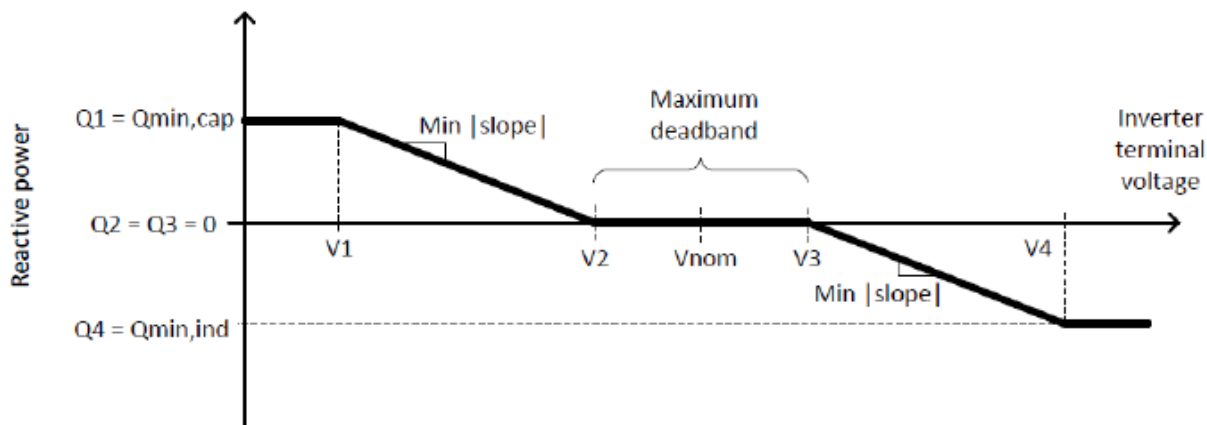 Reactive power
Q1 = Qmin,cap
Q2 = Q3 = 0
Q4 = Qmin,ind
Min |slope|
Maximum
deadband
Inverter
terminal
voltage
V1
V2
Vnom
V3
V4
Min |slope|